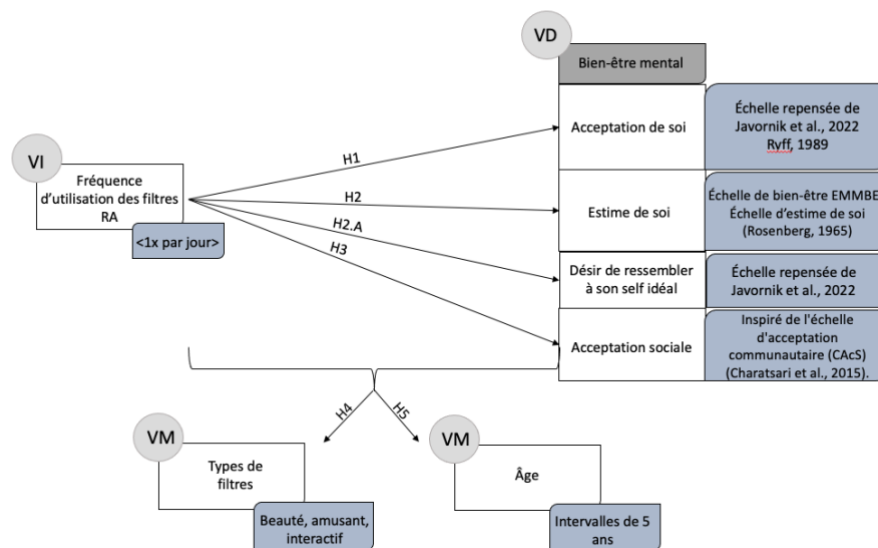 VD
Bien-être mental
Acceptation de soi
Échelle repensée de
Javornik et al., 2022
Ryff, 1989
VI
Fréquence
d'utilisation des filtres
RA
<1x par jour>
H1
H2
H2.A
H3
Estime de soi
Échelle de bien-être EMMBE
Échelle d'estime de soi
(Rosenberg, 1965)
Désir de ressembler
à son self idéal
Échelle repensée de
Javornik et al., 2022
Acceptation sociale
Inspiré de l'échelle
d'acceptation
communautaire (CAcS)
(Charatsari et al., 2015).
H4
H5
VM
Types de
filtres
Beauté, amusant,
interactif
VM
Âge
Intervalles de 5
ans